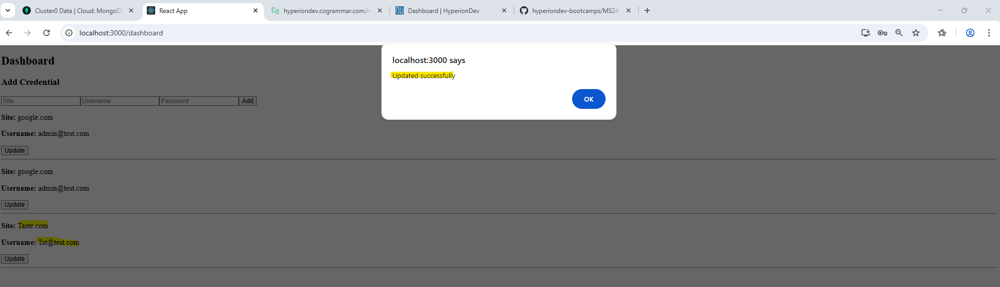 Cluster0 Data | Cloud: MongoD
React App
hyperiondev.cogrammar.com/re
Dashboard | HyperionDev
hyperiondev-bootcamps/MS24
localhost:3000/dashboard
localhost:3000 says
Updated successfully
OK
Dashboard
Add Credential
Site Username Password Add
Site: google.com
Username: admin@test.com
Update
Site: google.com
Username: admin@test.com
Update
Site: Taste.com
Username: Tst@test.com
Update